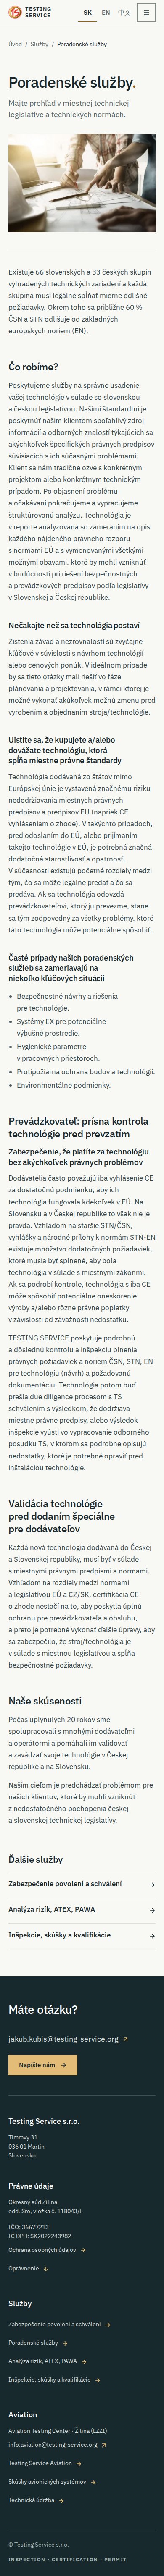 TESTING
SERVICE
SK EN 中文
Úvod / Služby / Poradenské služby
Poradenské služby.
Majte prehľad v miestnej technickej
legislatíve a technických normách.
Existuje 66 slovenských a 33 českých skupín
vyhradených technických zariadení a každá
skupina musí legálne spĺňať mierne odlišné
požiadavky. Okrem toho sa približne 60 %
ČSN a STN odlišuje od základných
európskych noriem (EN).
Čo robíme?
Poskytujeme služby na správne usadenie
vašej technológie v súlade so slovenskou
a českou legislatívou. Našimi štandardmi je
poskytnúť našim klientom spoľahlivý zdroj
informácií a odborných znalostí týkajúcich sa
akýchkoľvek špecifických právnych predpisov
súvisiacich s ich súčasnými problémami.
Klient sa nám tradične ozve s konkrétnym
projektom alebo konkrétnym technickým
prípadom. Po objasnení problému
a očakávaní pokračujeme a vypracujeme
štruktúrovanú analýzu. Technológia je
v reporte analyzovaná so zameraním na opis
každého nájdeného právneho rozporu
s normami EÚ a s vymenovanými všetkými
možnými obavami, ktoré by mohli vzniknúť
v budúcnosti pri riešení bezpečnostných
a prevádzkových predpisov podľa legislatívy
v Slovenskej a Českej republike.
Nečakajte než sa technológia postaví
Zistenia závad a nezrovnalostí sú zvyčajne
kľúčové v súvislosti s návrhom technológií
alebo cenových ponúk. V ideálnom prípade
by sa tieto otázky mali riešiť vo fáze
plánovania a projektovania, v rámci ktorej je
možné vykonať akúkoľvek možnú zmenu pred
objednaním a odoslaním stroja/technológie.
Uistite sa, že kupujete a/alebo
dovážate technológiu, ktorá
spĺňa miestne právne štandardy
Technológia dodávaná zo štátov mimo
Európskej únie je vystavená značnému riziku
nedodržiavania miestnych právnych
predpisov a predpisov EÚ (napriek CE
vyhláseniam o zhode). V takýchto prípadoch,
pred odoslaním do EÚ, alebo prijímaním
takejto technológie v EÚ, je potrebná značná
dodatočná starostlivosť a opatrnosť.
V súčasnosti existujú početné rozdiely medzi
tým, čo sa môže legálne predať a čo sa
predáva. Ak sa technológia odovzdá
prevádzkovateľovi, ktorý ju prevezme, stane
sa tým zodpovedný za všetky problémy, ktoré
táto technológia môže potenciálne spôsobiť.
Časté prípady našich poradenských
služieb sa zameriavajú na
niekoľko kľúčových situácií
Bezpečnostné návrhy a riešenia
pre technológie.
Systémy EX pre potenciálne
výbušné prostredie.
Hygienické parametre
v pracovných priestoroch.
Protipožiarna ochrana budov a technológií.
Environmentálne podmienky.
Prevádzkovateľ: prísna kontrola
technológie pred prevzatím
Zabezpečenie, že platíte za technológiu
bez akýchkoľvek právnych problémov
Dodávatelia často považujú iba vyhlásenie CE
za dostatočnú podmienku, aby ich
technológia fungovala kdekoľvek v EÚ. Na
Slovensku a v Českej republike to však nie je
pravda. Vzhľadom na staršie STN/ČSN,
vyhlášky a národné prílohy k normám STN-EN
existuje množstvo dodatočných požiadaviek,
ktoré musia byť splnené, aby bola
technológia v súlade s miestnymi zákonmi.
Ak sa podrobí kontrole, technológia s iba CE
môže spôsobiť potenciálne oneskorenie
výroby a/alebo rôzne právne poplatky
v závislosti od závažnosti nedostatku.
TESTING SERVICE poskytuje podrobnú
a dôslednú kontrolu a inšpekciu plnenia
právnych požiadaviek a noriem ČSN, STN, EN
pre technológiu (návrh) a požadovanú
dokumentáciu. Technológia potom buď
prešla due diligence procesom s TS
schválením s výsledkom, že dodržiava
miestne predpisy, alebo výsledok
inšpekcie vyústi vo vypracovanie odborného
posudku TS, v ktorom sa podrobne opisujú
nedostatky, ktoré je potrebné opraviť pred
inštaláciou technológie.
Validácia technológie
pred dodaním špeciálne
pre dodávateľov
Každá nová technológia dodávaná do Českej
a Slovenskej republiky, musí byť v súlade
s miestnymi právnymi predpismi a normami.
Vzhľadom na rozdiely medzi normami
a legislatívou EÚ a CZ/SK, certifikácia CE
o zhode nestačí na to, aby poskytla úplnú
ochranu pre prevádzkovateľa a obsluhu,
a preto je potrebné vykonať ďalšie úpravy, aby
sa zabezpečilo, že stroj/technológia je
v súlade s miestnou legislatívou a spĺňa
bezpečnostné požiadavky.
Naše skúsenosti
Počas uplynulých 20 rokov sme
spolupracovali s mnohými dodávateľmi
a operátormi a pomáhali im validovať
a zavádzať svoje technológie v Českej
republike a na Slovensku.
Naším cieľom je predchádzať problémom pre
našich klientov, ktoré by mohli vzniknúť
z nedostatočného pochopenia českej
a slovenskej technickej legislatívy.
Ďalšie služby
Zabezpečenie povolení a schválení →
Analýza rizík, ATEX, PAWA →
Inšpekcie, skúšky a kvalifikácie →
Máte otázku?
jakub.kubis@testing-service.org ↗
Napíšte nám →
Testing Service s.r.o.
Timravy 31
036 01 Martin
Slovensko
Právne údaje
Okresný súd Žilina
odd. Sro, vložka č. 118043/L
IČO: 36677213
IČ DPH: SK2022243982
Ochrana osobných údajov →
Oprávnenie ↓
Služby
Zabezpečenie povolení a schválení →
Poradenské služby →
Analýza rizík, ATEX, PAWA →
Inšpekcie, skúšky a kvalifikácie →
Aviation
Aviation Testing Center · Žilina (LZZI)
info.aviation@testing-service.org ↗
Testing Service Aviation →
Skúšky avionických systémov →
Technická údržba →
© Testing Service s.r.o.
INSPECTION · CERTIFICATION · PERMIT